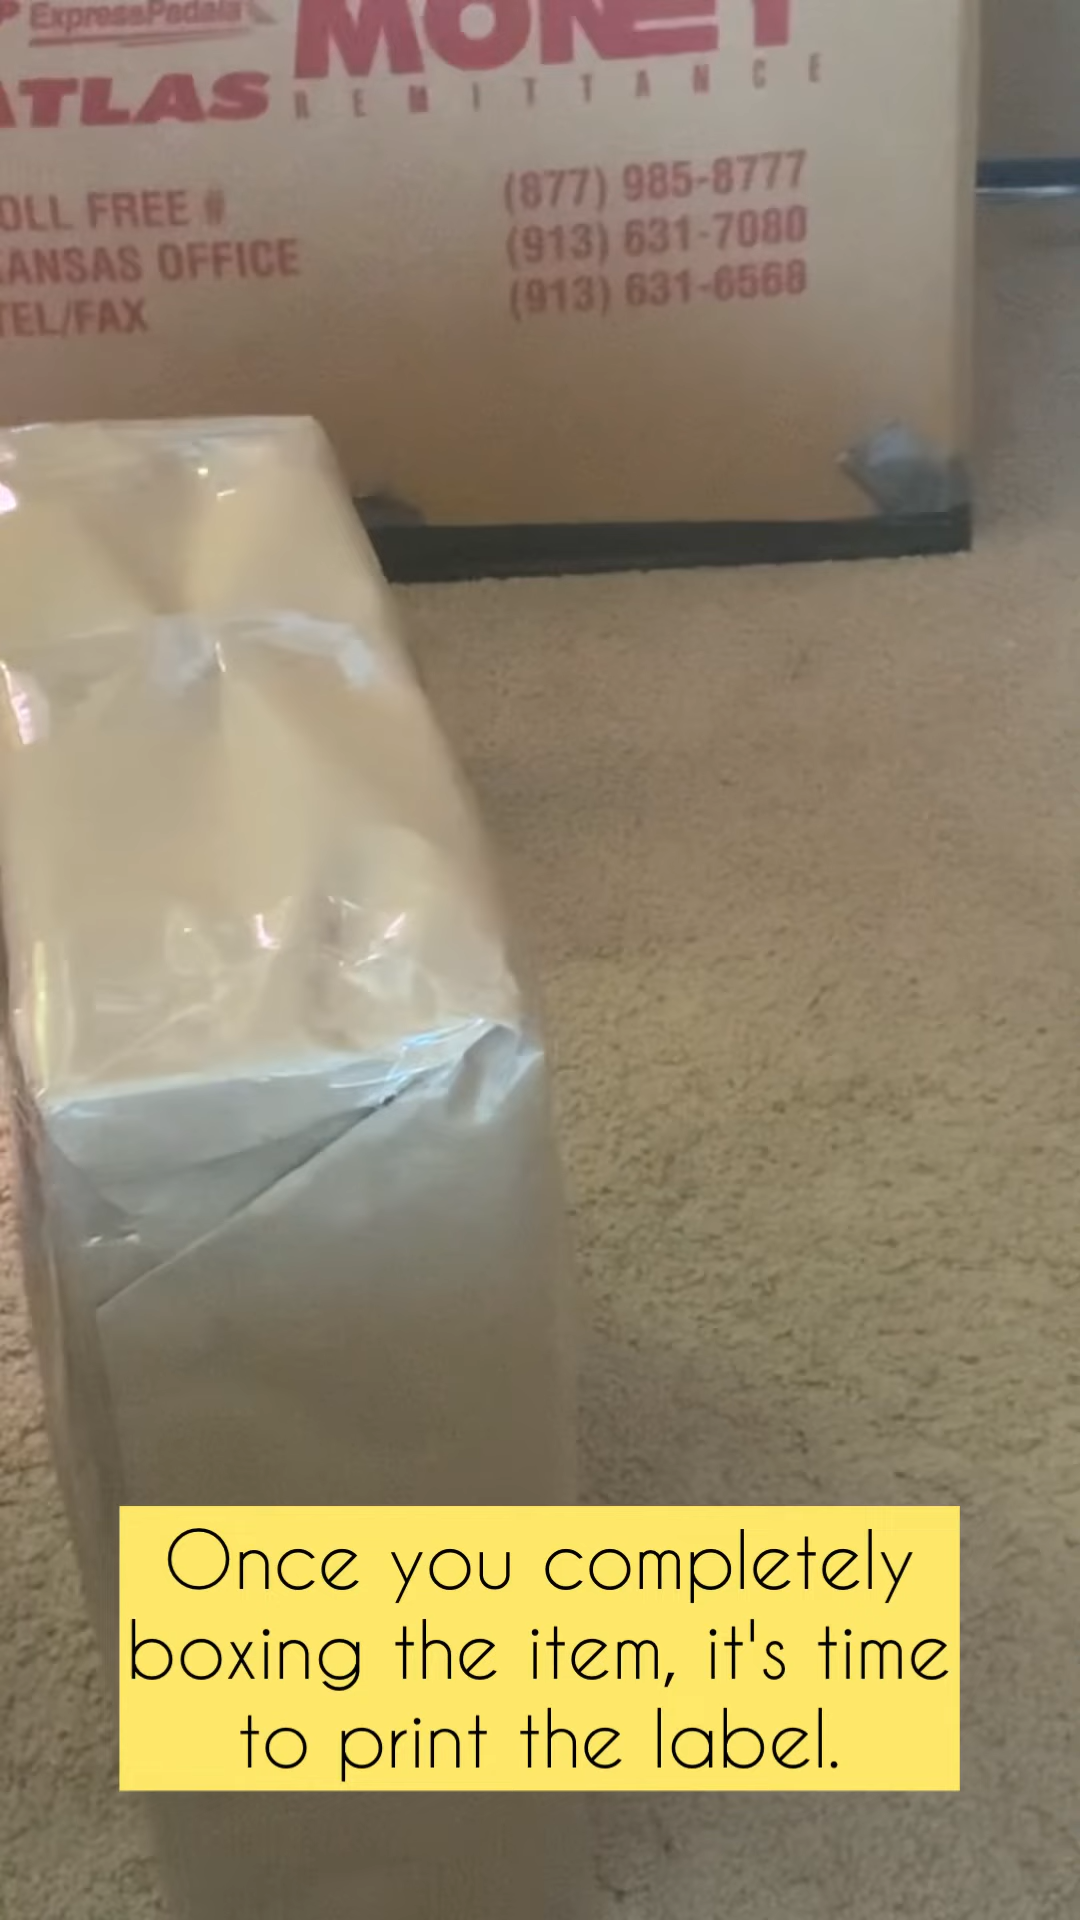 ExpressPadala
MONEY
ATLAS
REMITTANCE
OLL FREE # (877) 985-8777
ANSAS OFFICE (913) 631-7080
TEL/FAX (913) 631-6568
Once you completely
boxing the item, it's time
to print the label.